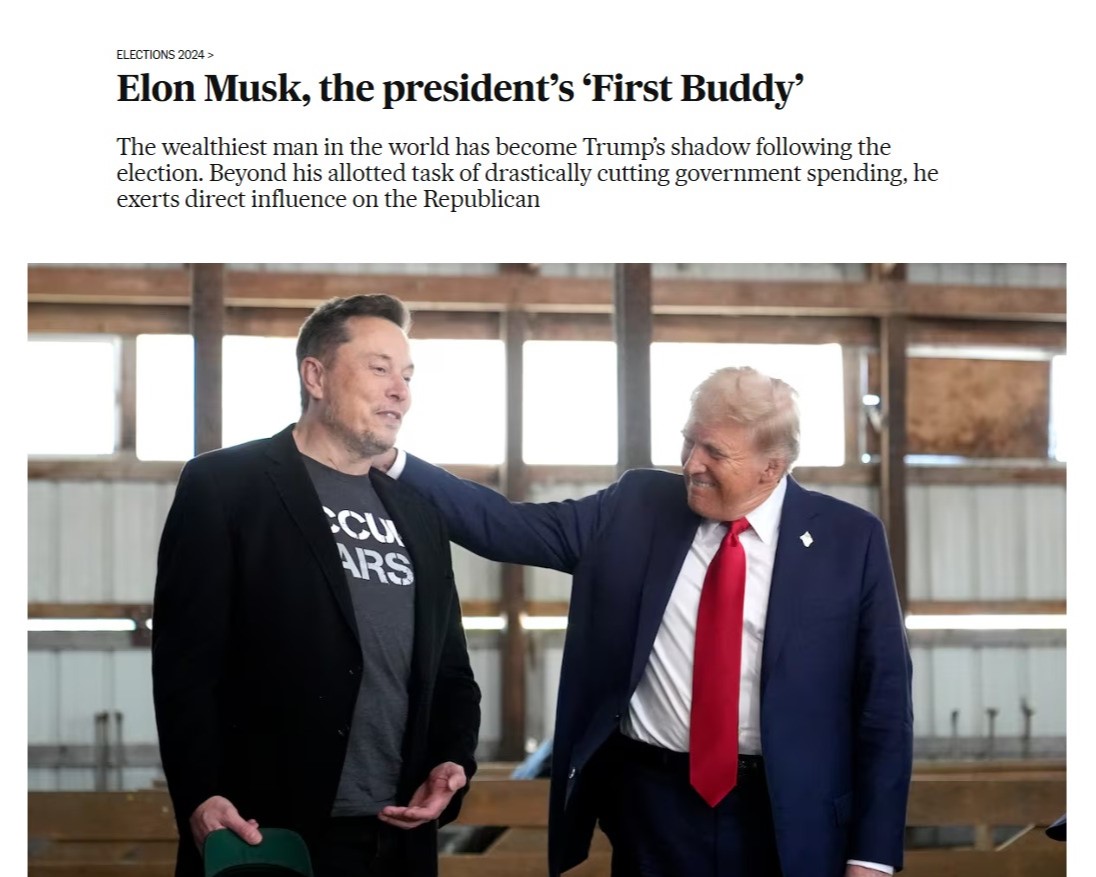 ELECTIONS 2024 >
Elon Musk, the president’s ‘First Buddy’
The wealthiest man in the world has become Trump’s shadow following the
election. Beyond his allotted task of drastically cutting government spending, he
exerts direct influence on the Republican
CCUP
ARS